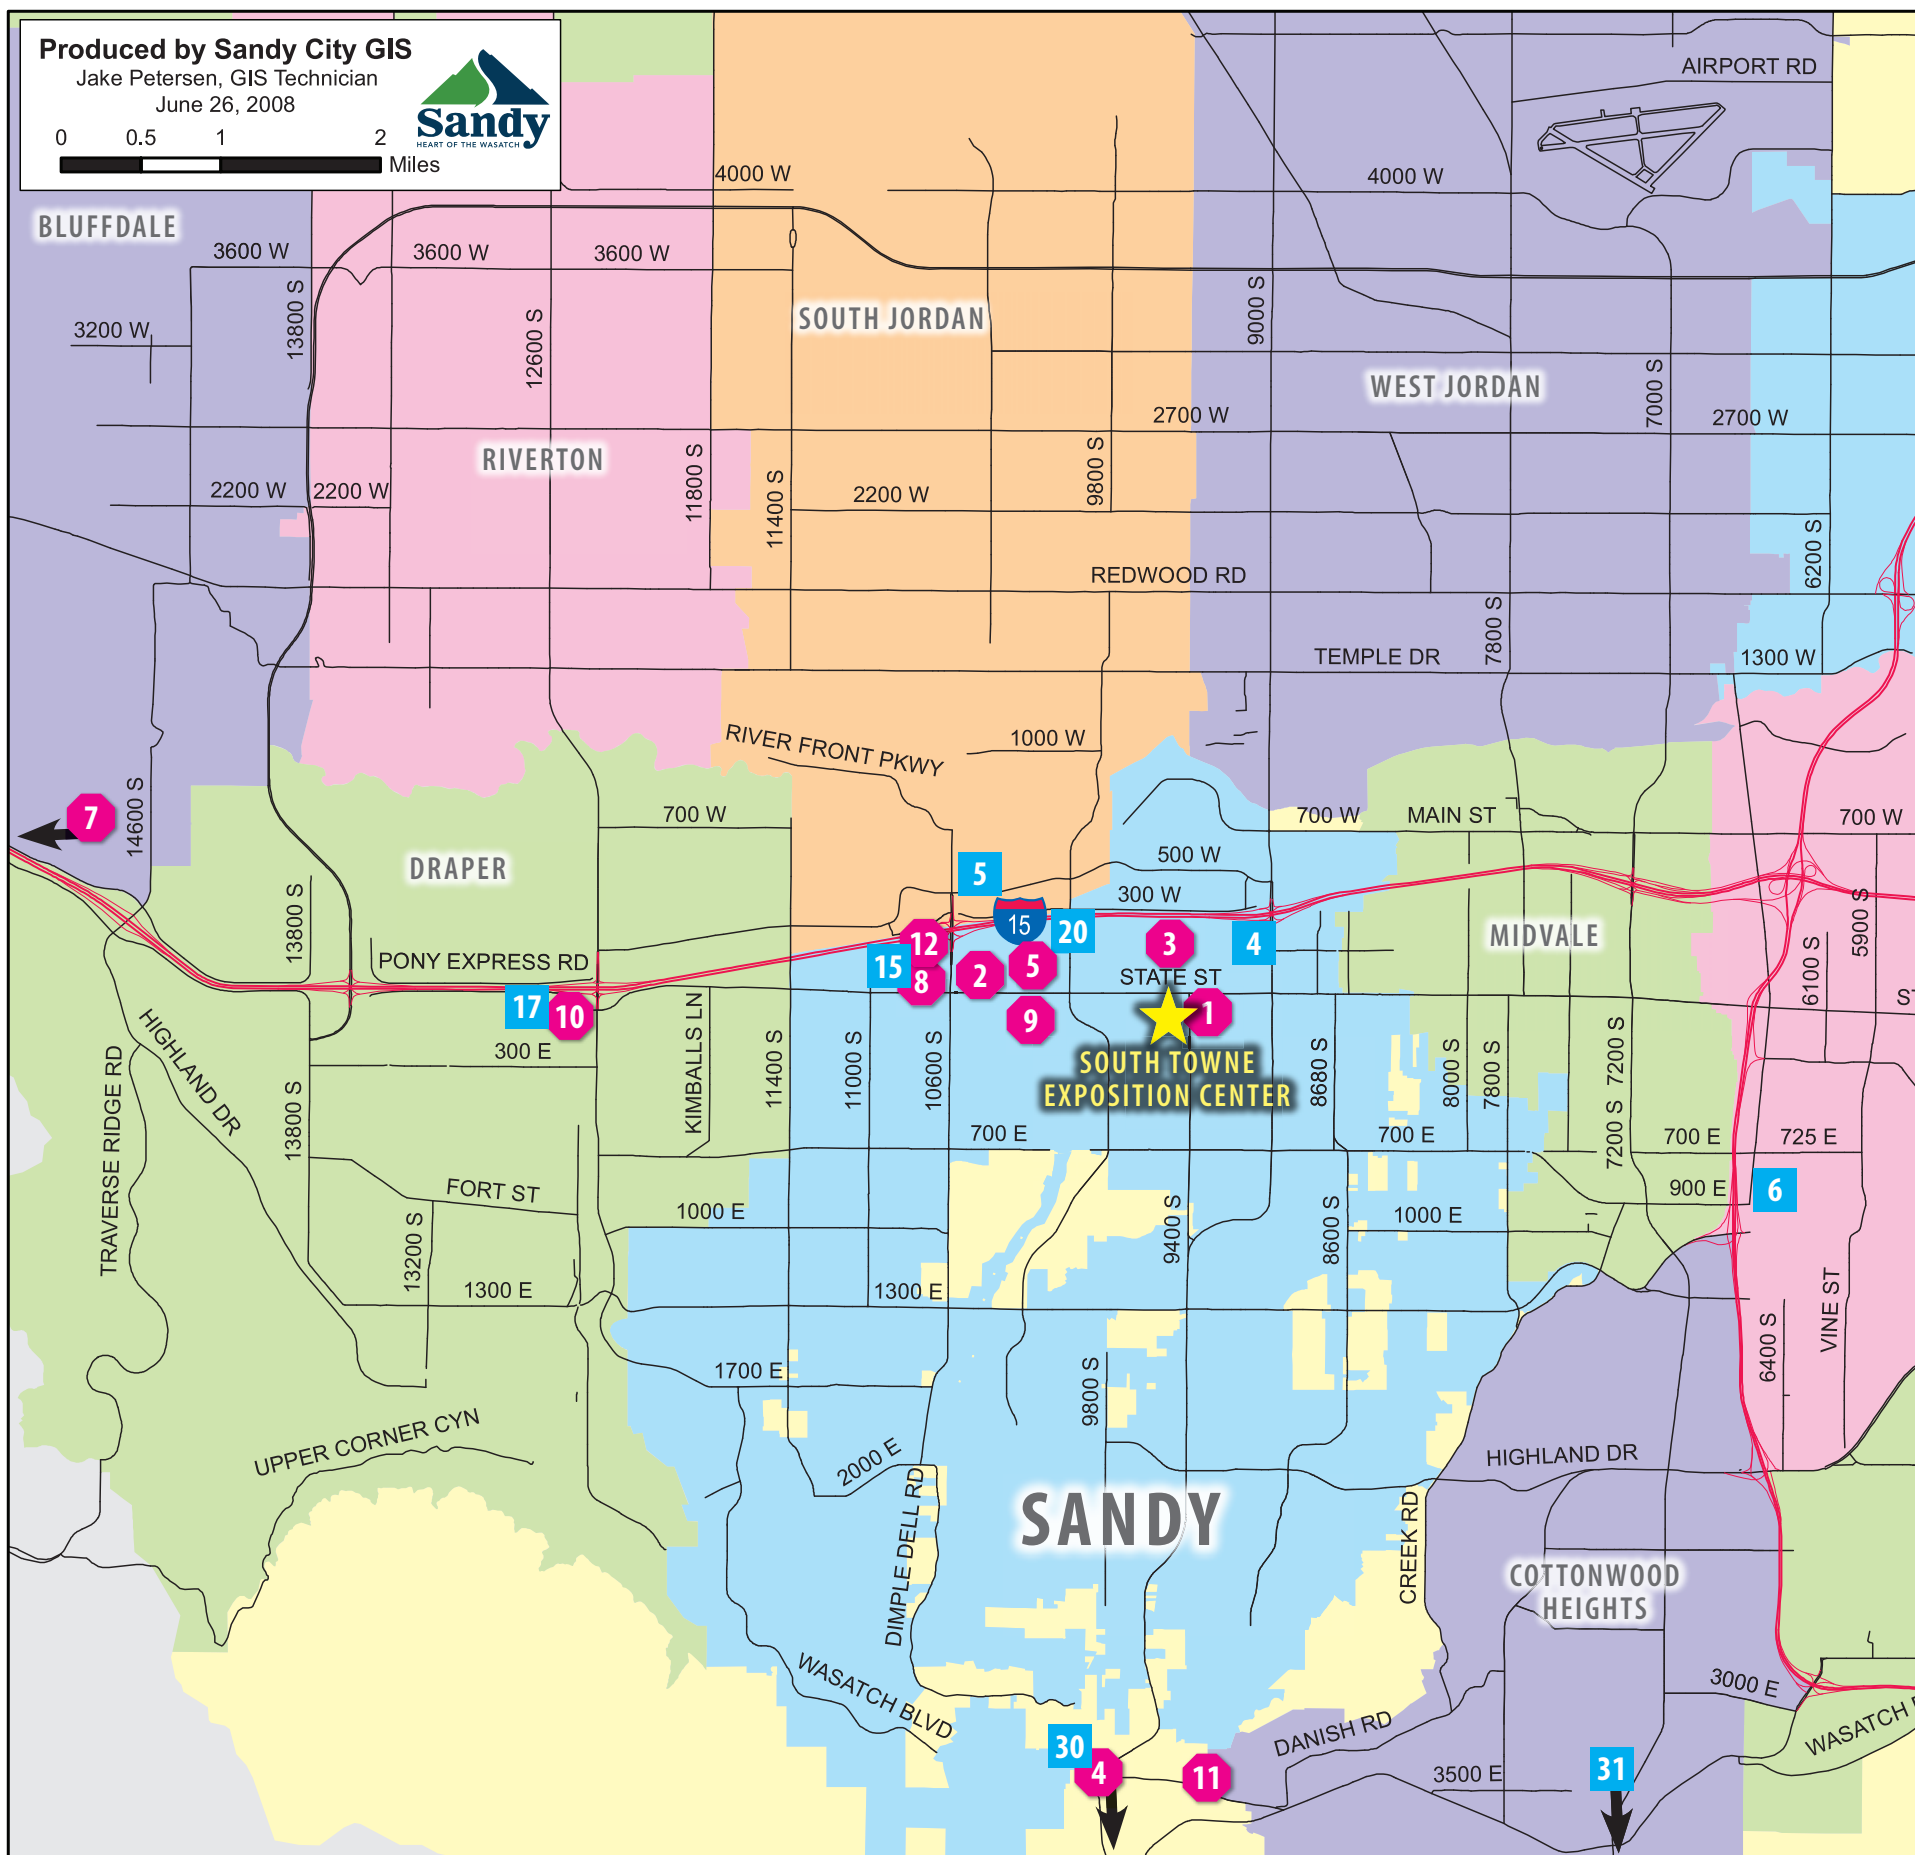 Produced by Sandy City GIS
Jake Petersen, GIS Technician
June 26, 2008
0 0.5 1 2
Miles
Sandy
HEART OF THE WASATCH
AIRPORT RD
4000 W
4000 W
BLUFFDALE
3600 W
3600 W
3600 W
13800 S
12600 S
SOUTH JORDAN
9000 S
3200 W
WEST JORDAN
7000 S
2700 W
2700 W
RIVERTON
11800 S
11400 S
9800 S
2200 W
2200 W
2200 W
6200 S
REDWOOD RD
7800 S
TEMPLE DR
1300 W
RIVER FRONT PKWY
1000 W
14600 S
7
700 W
700 W
MAIN ST
700 W
DRAPER
5
500 W
300 W
13800 S
15
20
12
3
4
MIDVALE
5900 S
6100 S
PONY EXPRESS RD
15
8
2
5
STATE ST
ST
17
10
9
1
HIGHLAND DR
TRAVERSE RIDGE RD
300 E
KIMBALLS LN
11400 S
11000 S
10600 S
SOUTH TOWNE
EXPOSITION CENTER
8680 S
8000 S
7800 S
7200 S
7200 S
13800 S
700 E
700 E
700 E
725 E
FORT ST
1000 E
13200 S
9400 S
8600 S
1000 E
900 E
6
1300 E
1300 E
VINE ST
6400 S
1700 E
9800 S
UPPER CORNER CYN
2000 E
DIMPLE DELL RD
HIGHLAND DR
SANDY
CREEK RD
COTTONWOOD
HEIGHTS
WASATCH BLVD
3000 E
WASATCH
DANISH RD
30
4
11
3500 E
31